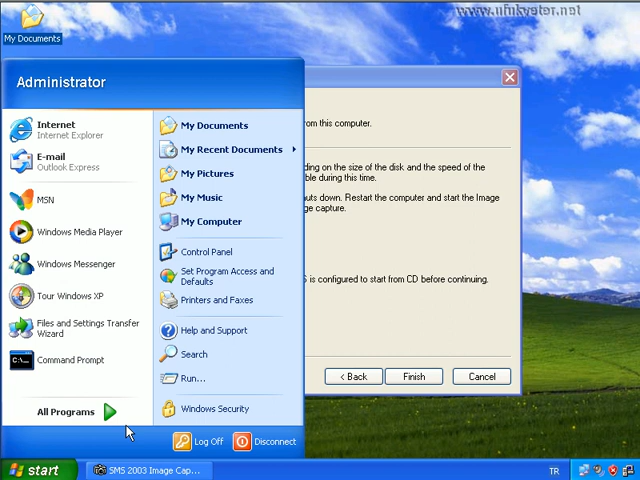 www.ufukyeter.net
My Documents
Administrator
Internet
Internet Explorer
E-mail
Outlook Express
MSN
Windows Media Player
Windows Messenger
Tour Windows XP
Files and Settings Transfer
Wizard
Command Prompt
All Programs
My Documents
My Recent Documents
My Pictures
My Music
My Computer
Control Panel
Set Program Access and
Defaults
Printers and Faxes
Help and Support
Search
Run...
Windows Security
Log Off
Disconnect
rom this computer.
ding on the size of the disk and the speed of the
ble during this time.
uts down. Restart the computer and start the Image
ge capture.
S is configured to start from CD before continuing.
< Back
Finish
Cancel
start
SMS 2003 Image Cap...
TR